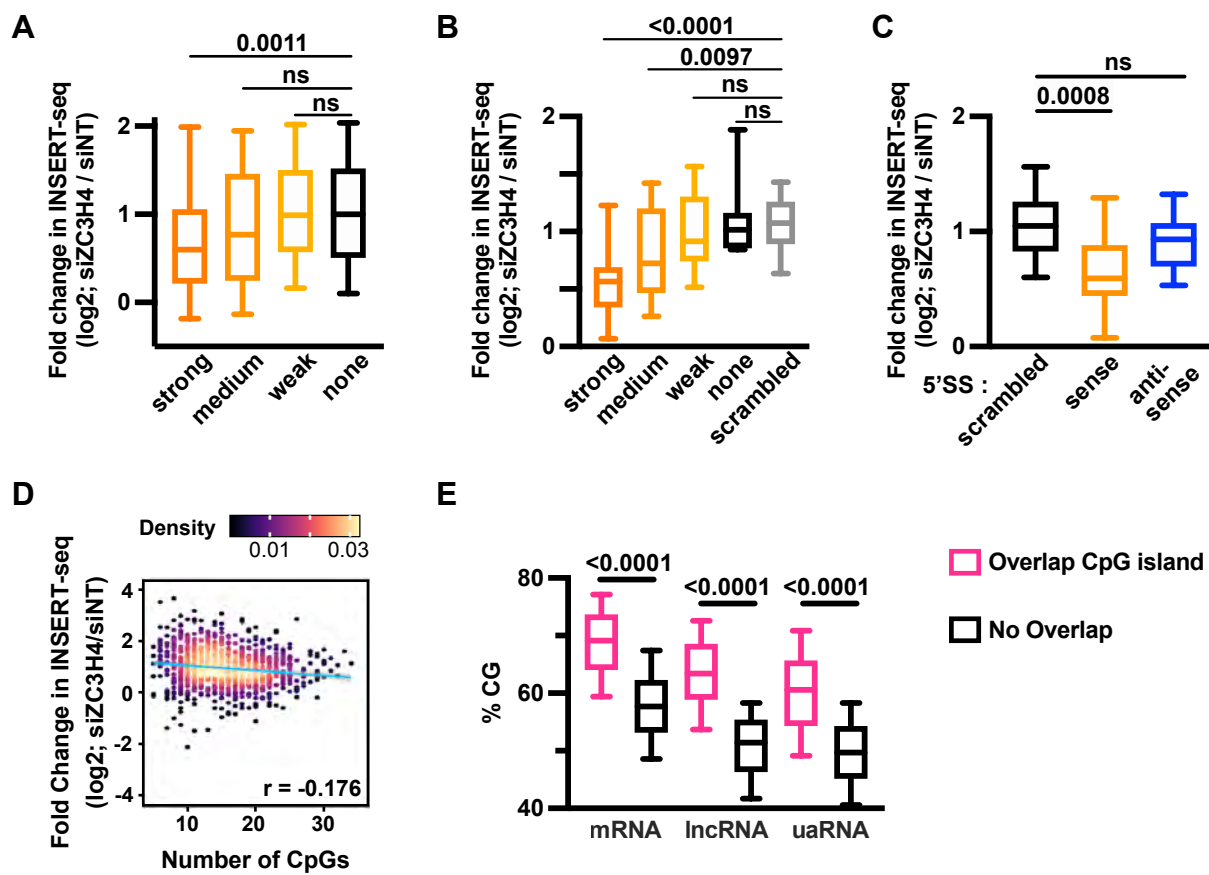 A
Fold change in INSERT-seq
(log2; siZC3H4 / siNT)
0.0011
ns
ns
2
1
0
strong
medium
weak
none
B
Fold change in INSERT-seq
(log2; siZC3H4 / siNT)
<0.0001
0.0097
ns
ns
2
1
0
strong
medium
weak
none
scrambled
C
Fold change in INSERT-seq
(log2; siZC3H4 / siNT)
ns
0.0008
2
1
0
5'SS :
scrambled
sense
anti-
sense
D
Density
0.01
0.03
Fold Change in INSERT-seq
(log2; siZC3H4/siNT)
4
2
0
-2
-4
r = -0.176
10
20
30
Number of CpGs
E
% CG
80
60
40
<0.0001
<0.0001
<0.0001
mRNA
lncRNA
uaRNA
Overlap CpG island
No Overlap